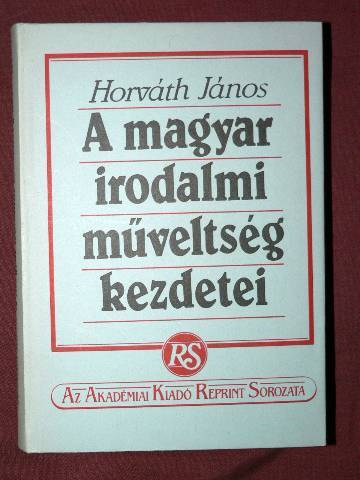 Horváth János
A magyar
irodalmi
műveltség
kezdetei
RS
AZ AKADÉMIAI KIADÓ REPRINT SOROZATA